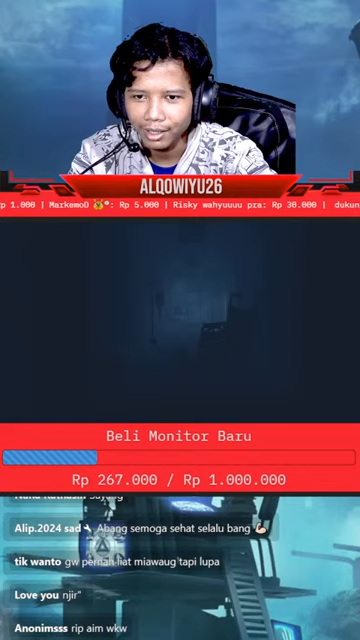 ALQOWIYU26
p 1.000 | MarkemoD 💰: Rp 5.000 | Risky wahyuuuu pra: Rp 30.000 | dukun
Beli Monitor Baru
Rp 267.000 / Rp 1.000.000
Alip.2024 sad Abang semoga sehat selalu bang 💪🏻
tik wanto gw pernah liat miawaug tapi lupa
Love you njir"
Anonimsss rip aim wkw